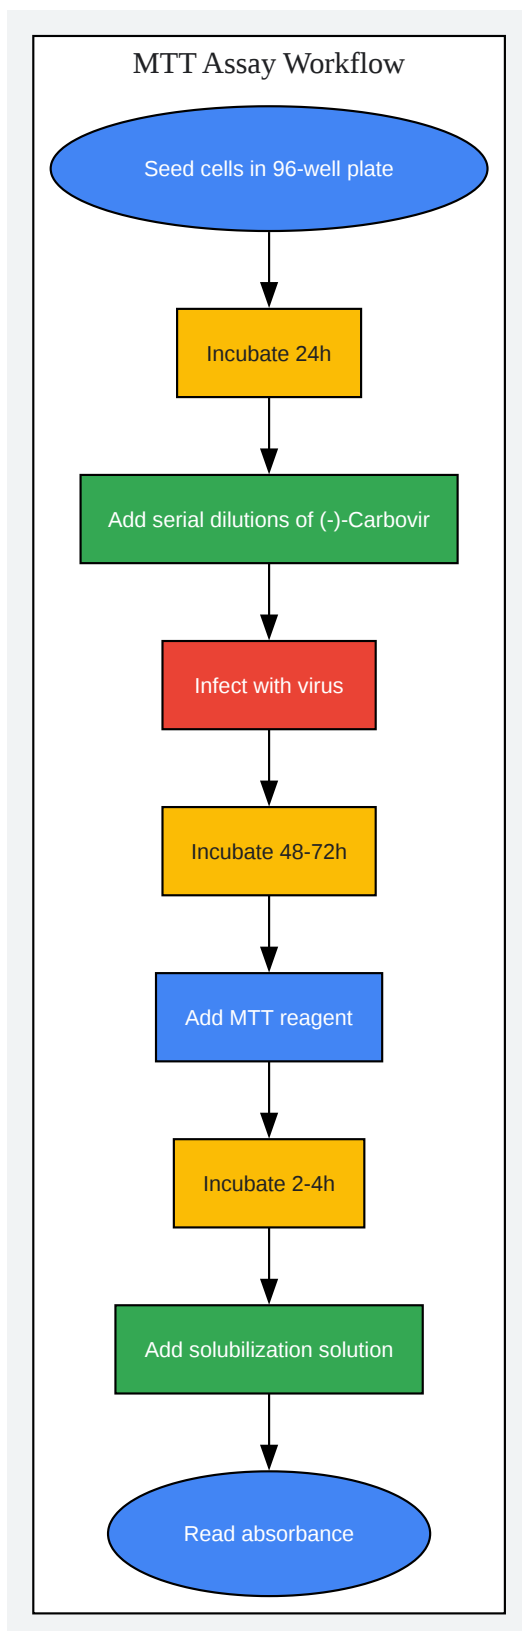 MTT Assay Workflow
Seed cells in 96-well plate
Incubate 24h
Add serial dilutions of (-)-Carbovir
Infect with virus
Incubate 48-72h
Add MTT reagent
Incubate 2-4h
Add solubilization solution
Read absorbance